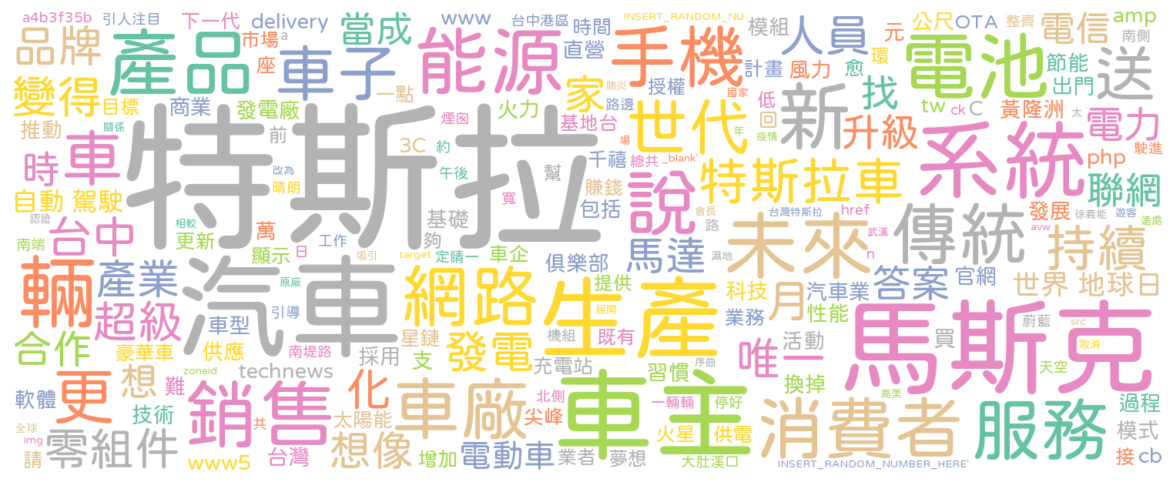 a4b3f35b 引人注目 下一代 delivery 當成 www 台中港區 時間 INSERT_RANDOM_NU 公尺 OTA 整齊 amp
品牌 產品 市場 a 座 車子 能源 直營 手機 模組 人員 元 環 電池 電信 南側
變得 目標 商業 發電廠 一點 火力 家 肺炎 路邊 授權 計畫 風力 國家 愈 找 節能 出門 送
推動 關係 前 煙囪 約 3C 基地台 世代 低 回 新 年 疫情 升級 tw ck C 黃隆洲 太 電力
時 車 特斯拉 改為 午後 幫 千禧 總共 _blank' 場 特斯拉車 系統 php 駛進
自動 駕駛 晴朗 寬 賺錢 包括 說 聯網
認證 台中 相較 更新 萬 基礎 夠 會長 路 台灣特斯拉 href 傳統 發展 徐義能 遊客 avw 遠處
南端 顯示 日 工作 吸引 車企 俱樂部 馬達 濕地 未來 武漢 n 持續
輛 產業 汽車 原廠 target 定睛一 網路 提供 生產 科技 月 汽車業 答案 官網 世界 地球日
超級 車型 引導 星鏈 展開 業務 性能 買 蔚藍 src
合作 豪華車 供應 南堤路 採用 支 發電 機組 既有 唯一 活動 馬斯克 取消
軟體 更 想 難 zoneid technews 化 充電站 序曲 習慣 換掉 天空
全球 技術 銷售 共 太陽能 車廠 北側 尖峰 車主 一輛輛 停好 高美 消費者 服務 過程
img 請 零組件 www5 台灣 想像 增加 電動車 業者 夢想 火星 供電 大肚溪口 INSERT_RANDOM_NUMBER_HERE' 模式 接 cb